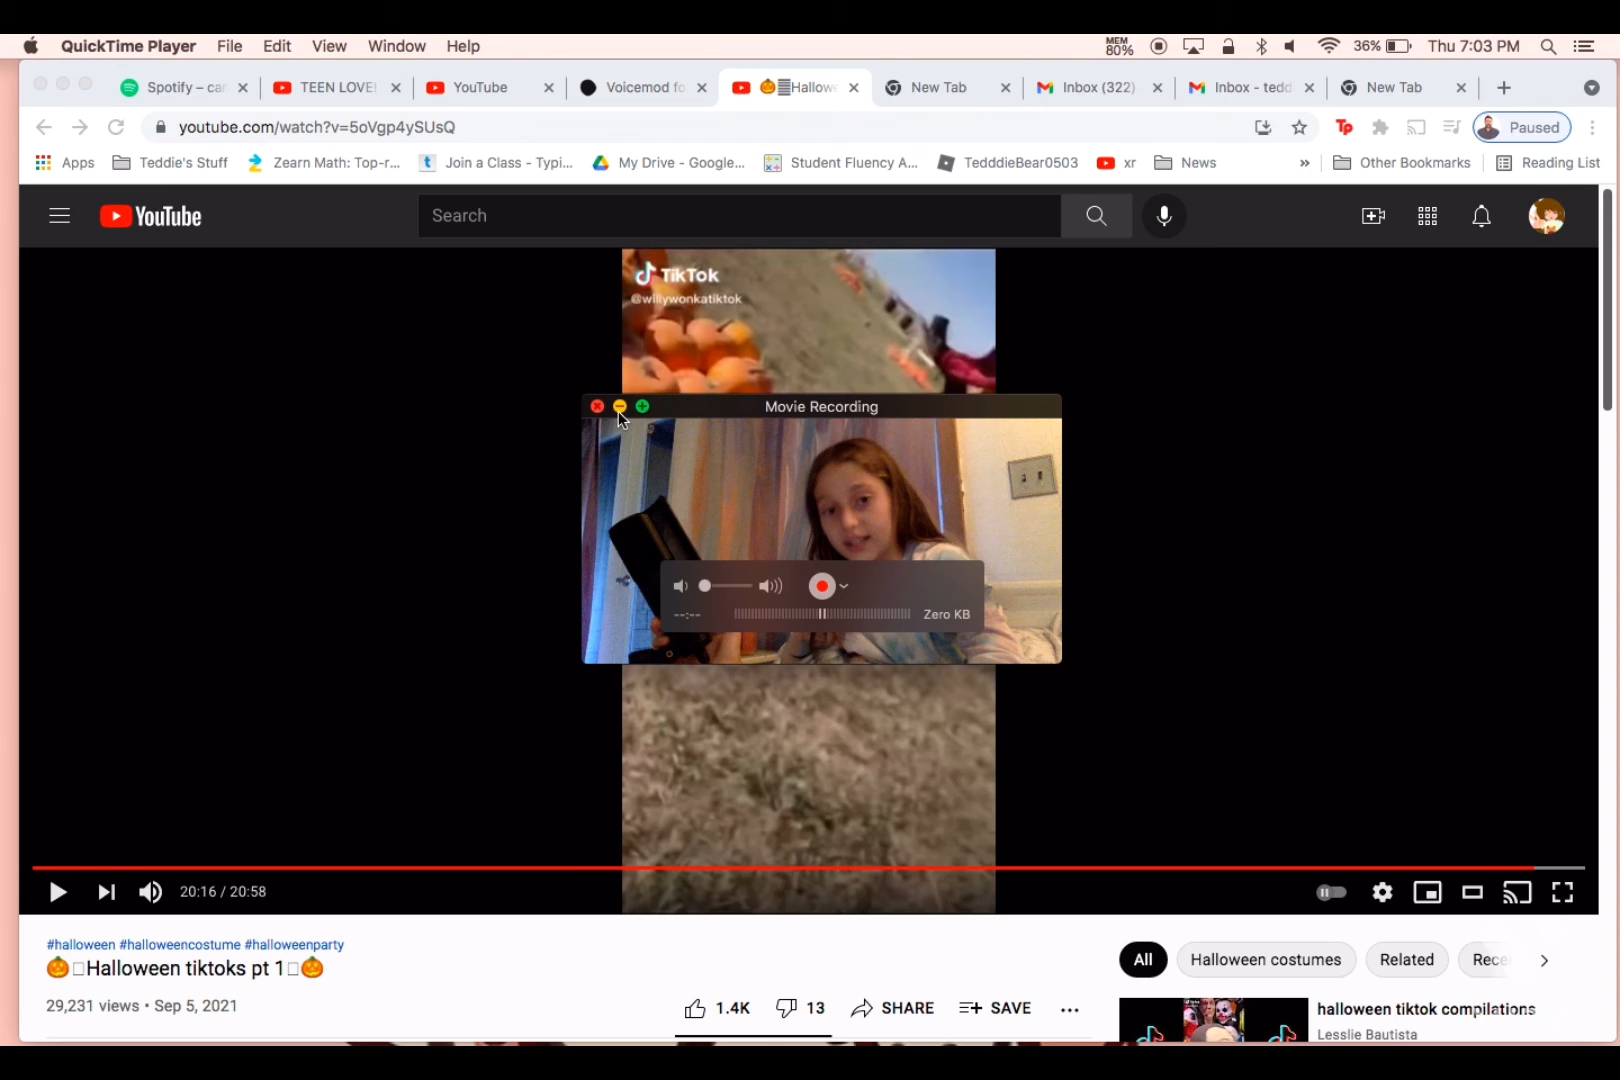 QuickTime Player File Edit View Window Help MEM 80% 36% Thu 7:03 PM
Spotify – can TEEN LOVE! YouTube Voicemod fo Hallow New Tab Inbox (322) Inbox - tedd New Tab
youtube.com/watch?v=5oVgp4ySUsQ Tp Paused
Apps Teddie's Stuff Zearn Math: Top-r... Join a Class - Typi... My Drive - Google... Student Fluency A... TedddieBear0503 xr News » Other Bookmarks Reading List
YouTube Search
TikTok
@willywonkatiktok
Movie Recording
--:-- Zero KB
20:16 / 20:58
#halloween #halloweencostume #halloweenparty
🎃Halloween tiktoks pt 1🎃
All Halloween costumes Related Rece
29,231 views • Sep 5, 2021
1.4K 13 SHARE SAVE ...
halloween tiktok compilations
Lesslie Bautista